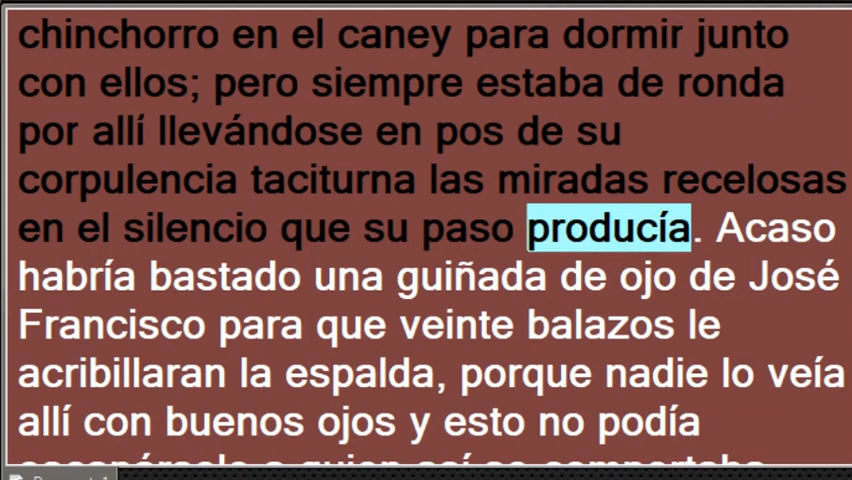 chinchorro en el caney para dormir junto
con ellos; pero siempre estaba de ronda
por allí llevándose en pos de su
corpulencia taciturna las miradas recelosas
en el silencio que su paso producía. Acaso
habría bastado una guiñada de ojo de José
Francisco para que veinte balazos le
acribillaran la espalda, porque nadie lo veía
allí con buenos ojos y esto no podía